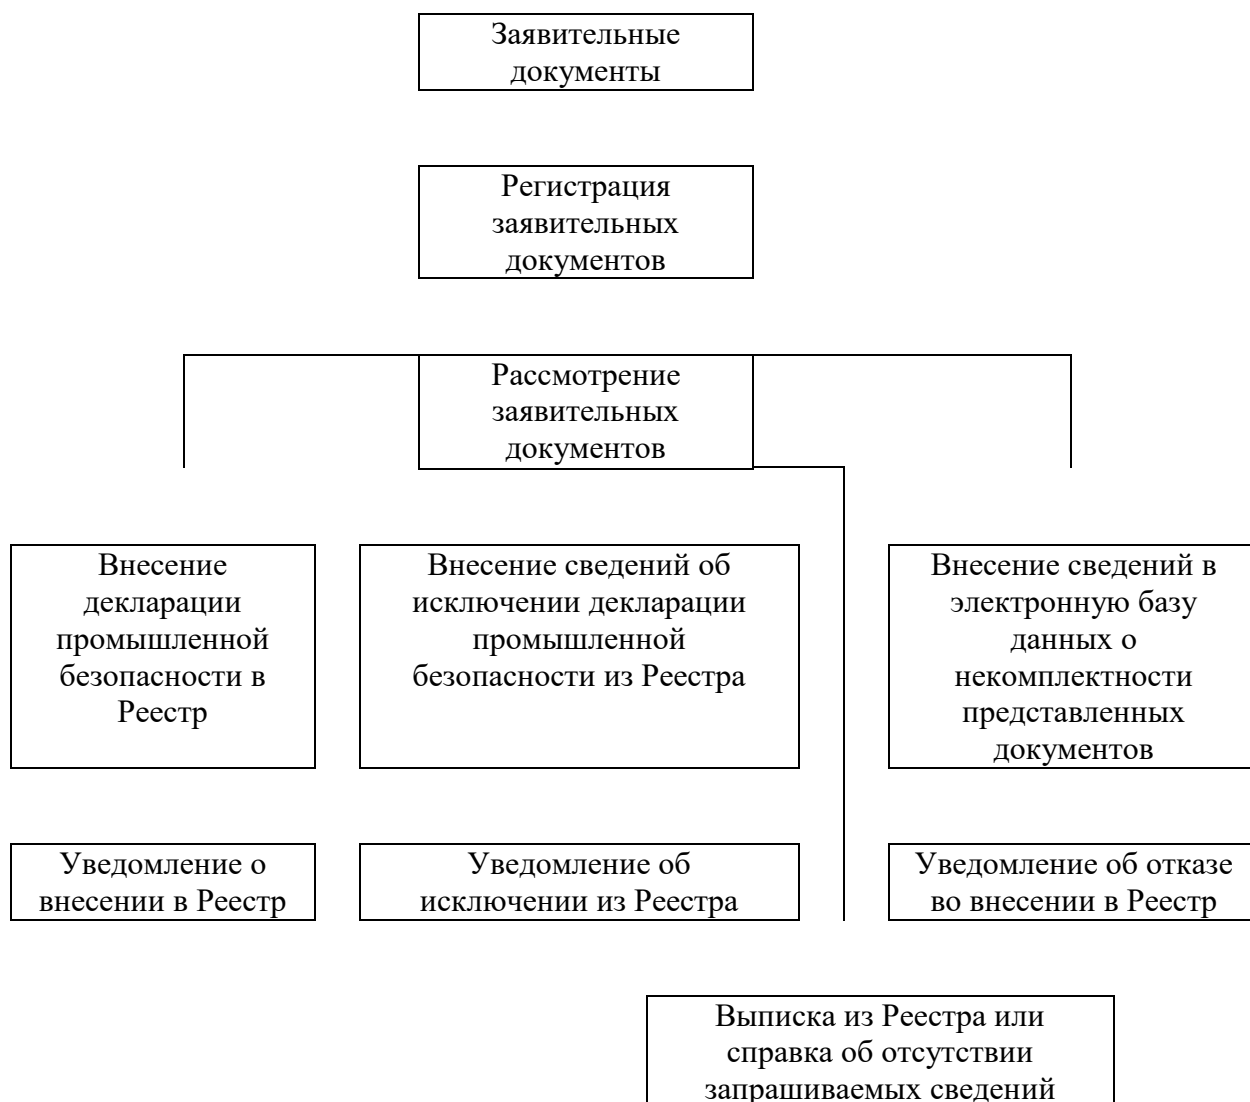 Заявительные
документы
Регистрация
заявительных
документов
Рассмотрение
заявительных
документов
Внесение
декларации
промышленной
безопасности в
Реестр
Внесение сведений об
исключении декларации
промышленной
безопасности из Реестра
Внесение сведений в
электронную базу
данных о
некомплектности
представленных
документов
Уведомление о
внесении в Реестр
Уведомление об
исключении из Реестра
Уведомление об отказе
во внесении в Реестр
Выписка из Реестра или
справка об отсутствии
запрашиваемых сведений